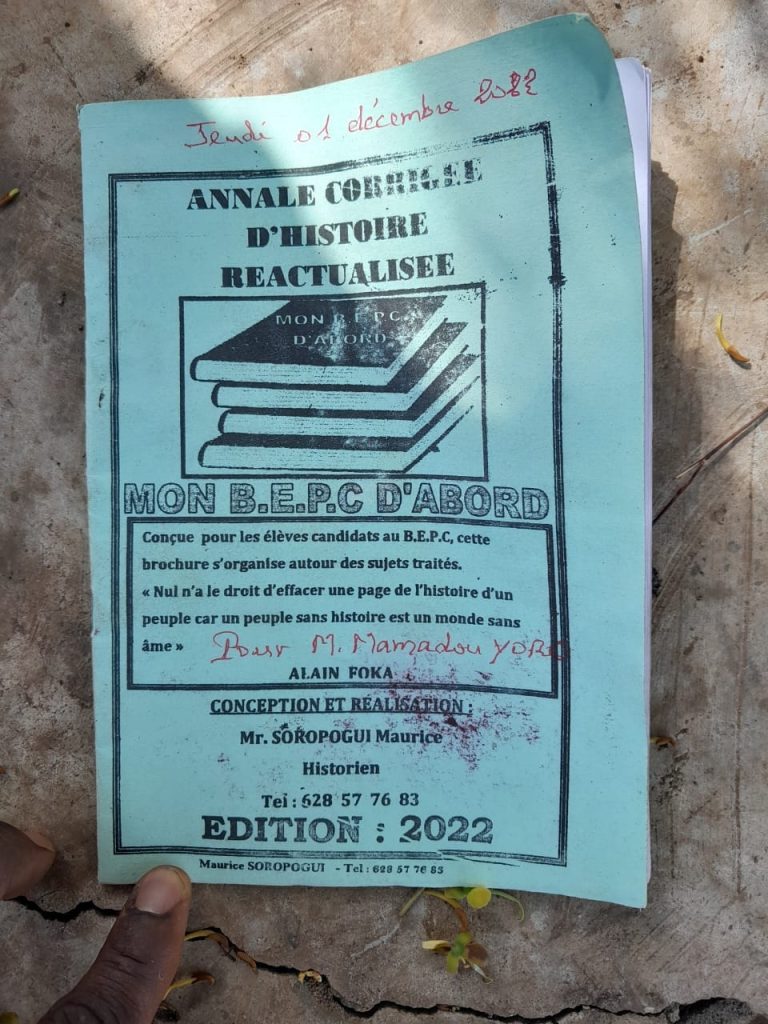 Jeudi 01 décembre 2022
ANNALE CORRIGEE
D'HISTOIRE
REACTUALISEE
MON B.E.P.C
D'ABORD
MON B.E.P.C D'ABORD
Conçue pour les élèves candidats au B.E.P.C, cette
brochure s'organise autour des sujets traités.
« Nul n'a le droit d'effacer une page de l'histoire d'un
peuple car un peuple sans histoire est un monde sans
âme » Pour M. Mamadou
ALAIN FOKA
CONCEPTION ET REALISATION :
Mr. SOROPOGUI Maurice
Historien
Tel : 628 57 76 83
EDITION : 2022
Maurice SOROPOGUI - Tel : 628 57 76 83